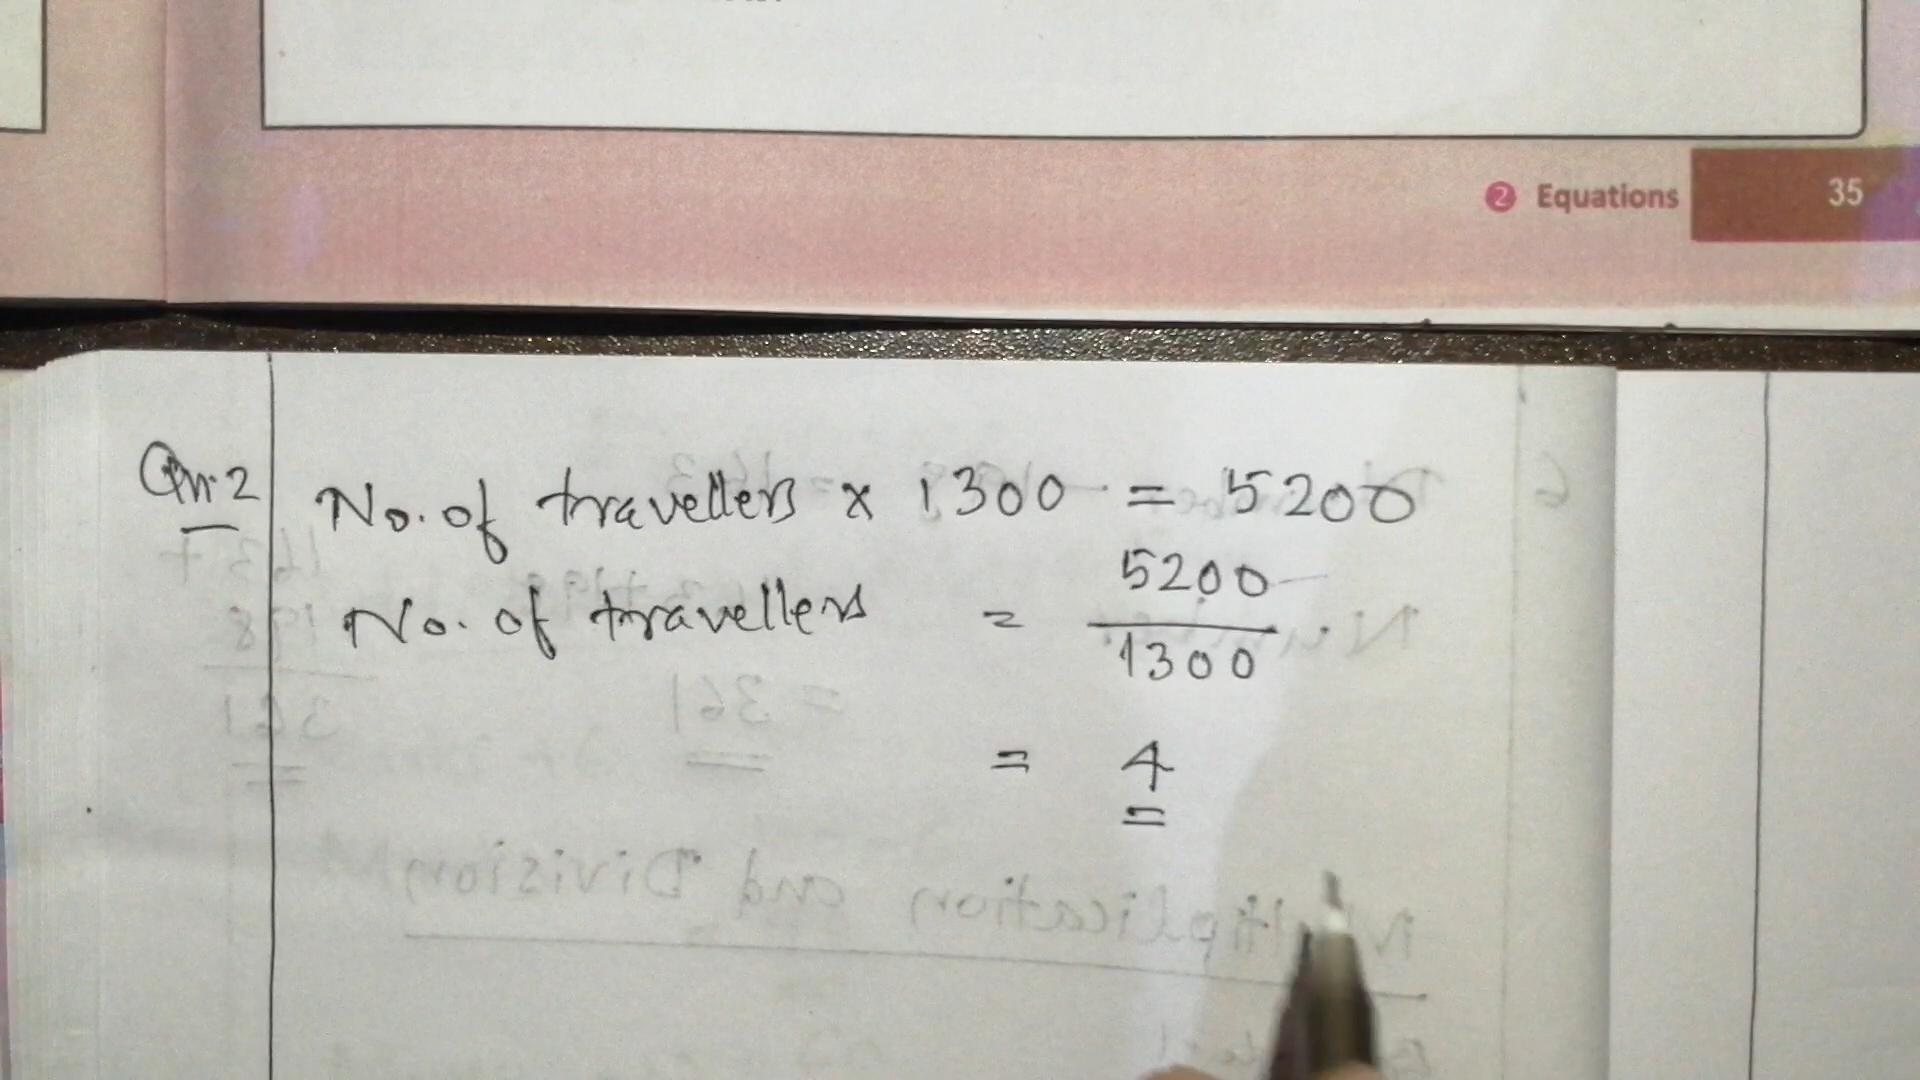 2 Equations 35
Qn.2 No. of travellers x 1300 = 5200
No. of travellers = 5200
1300
= 4